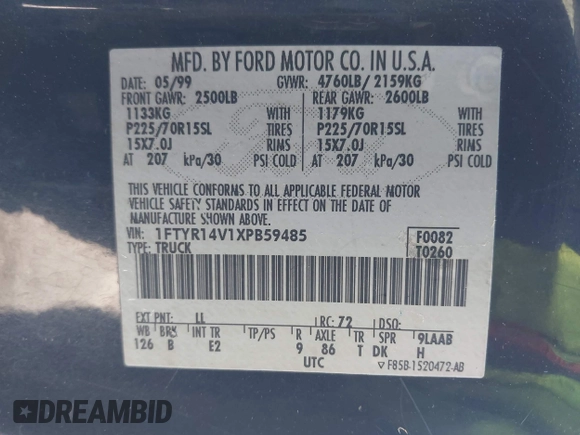 MFD. BY FORD MOTOR CO. IN U.S.A.
DATE: 05/99 GVWR: 4760LB/ 2159KG
FRONT GAWR: 2500LB REAR GAWR: 2600LB
1133KG WITH 1179KG WITH
P225/70R15SL TIRES P225/70R15SL TIRES
15X7.0J RIMS 15X7.0J RIMS
AT 207 kPa/30 PSI COLD AT 207 kPa/30 PSI COLD
THIS VEHICLE CONFORMS TO ALL APPLICABLE FEDERAL MOTOR
VEHICLE SAFETY STANDARDS IN EFFECT ON THE DATE OF
MANUFACTURE SHOWN ABOVE.
VIN: 1FTYR14V1XPB59485 F0082
TYPE: TRUCK T0260
EXT PNT: LL RC: 72 DSO:
WB BRK INT TR TP/PS R AXLE TR SPR 9LAAB
126 B E2 9 86 T DK H
UTC ▽ F85B-1520472-AB
DREAMBID